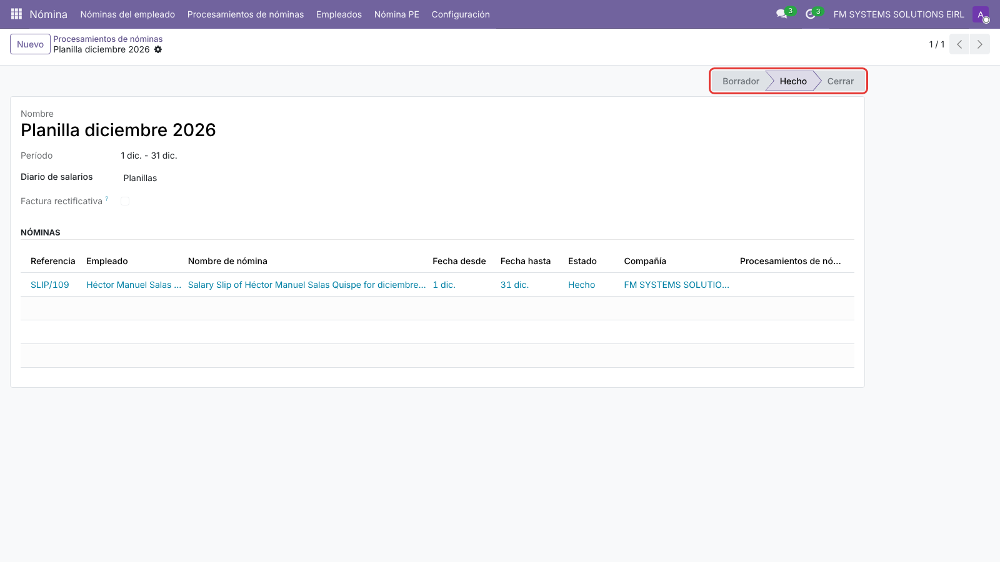 Nómina Nóminas del empleado Procesamientos de nóminas Empleados Nómina PE Configuración 3 3 FM SYSTEMS SOLUTIONS EIRL A
Nuevo Procesamientos de nóminas
Planilla diciembre 2026
1 / 1
Borrador Hecho Cerrar
Nombre
Planilla diciembre 2026
Período 1 dic. - 31 dic.
Diario de salarios Planillas
Factura rectificativa ?
NÓMINAS
Referencia Empleado Nombre de nómina Fecha desde Fecha hasta Estado Compañía Procesamientos de nó...
SLIP/109 Héctor Manuel Salas ... Salary Slip of Héctor Manuel Salas Quispe for diciembre... 1 dic. 31 dic. Hecho FM SYSTEMS SOLUTIO...